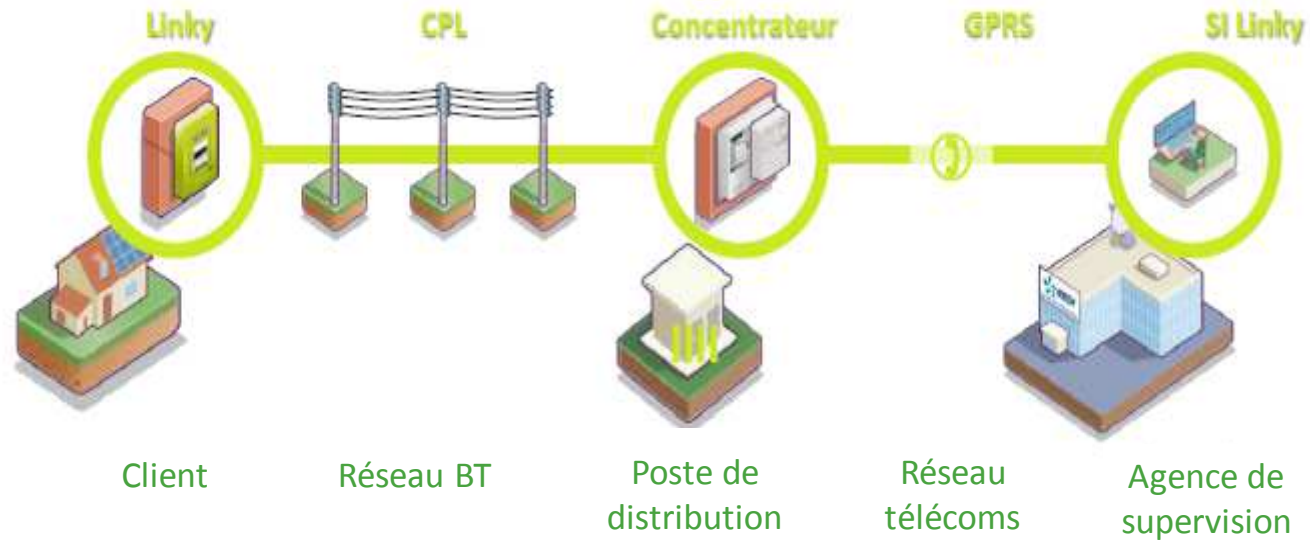 Linky
CPL
Concentrateur
GPRS
SI Linky
Client
Réseau BT
Poste de
distribution
Réseau
télécoms
Agence de
supervision